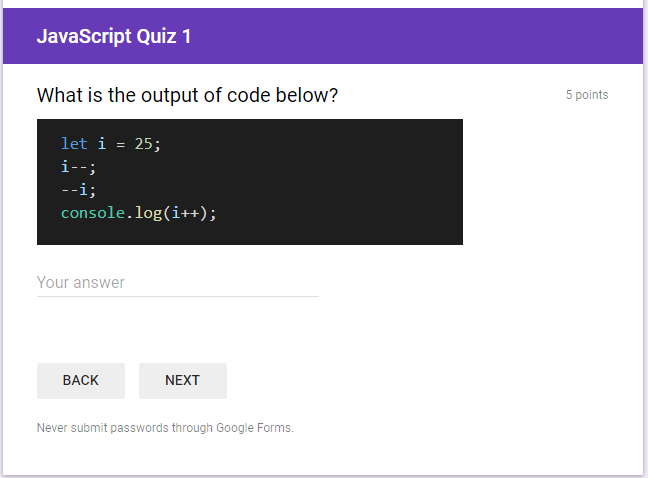 JavaScript Quiz 1
What is the output of code below?
5 points
let i = 25;
i--;
--i;
console.log(i++);
Your answer
BACK
NEXT
Never submit passwords through Google Forms.